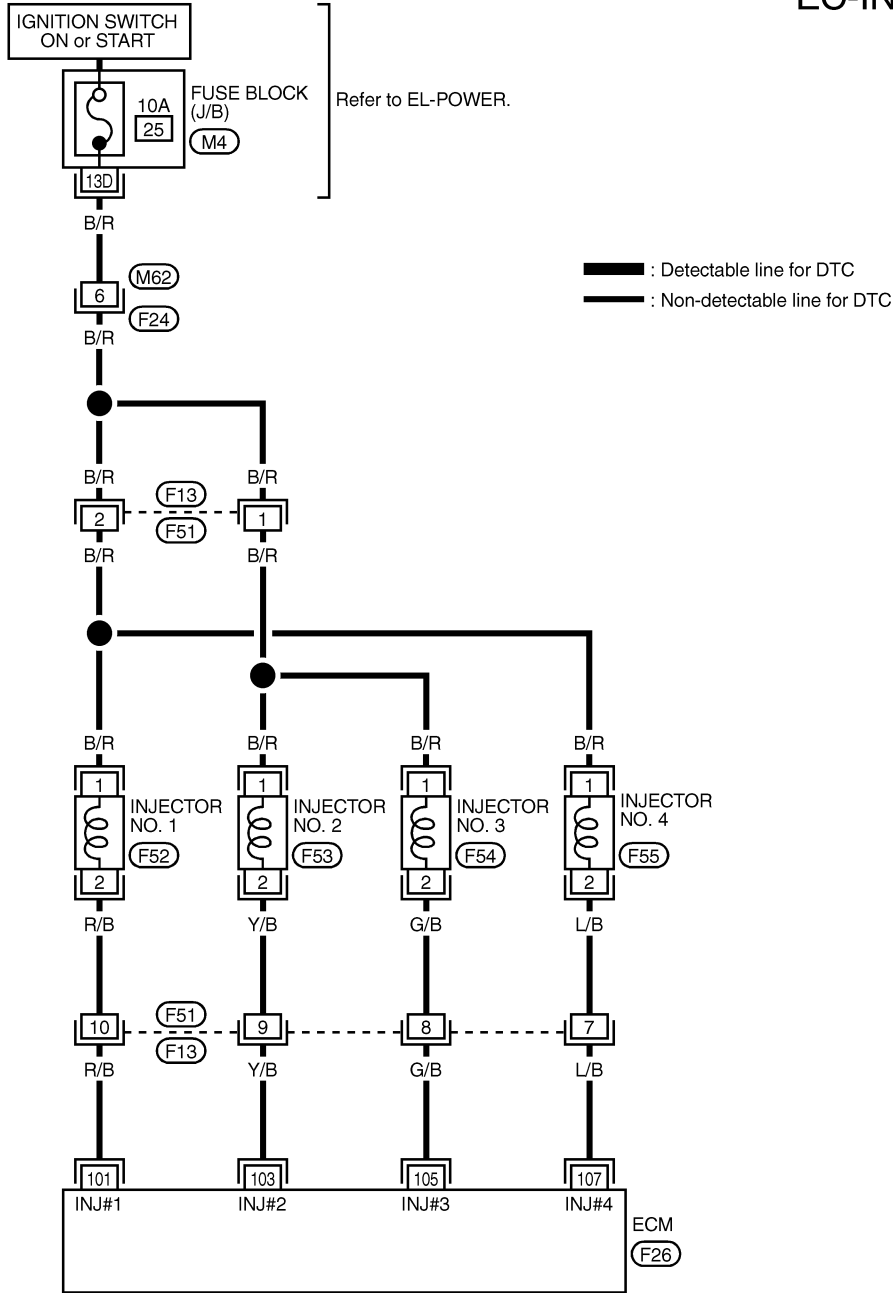 EC-IN
IGNITION SWITCH
ON or START
FUSE BLOCK
(J/B)
10A
25
M4
Refer to EL-POWER.
13D
B/R
M62
6
F24
B/R
: Detectable line for DTC
: Non-detectable line for DTC
B/R B/R
F13
2 1
F51
B/R B/R
B/R B/R B/R B/R
1 1 1 1
INJECTOR
NO. 1
F52
INJECTOR
NO. 2
F53
INJECTOR
NO. 3
F54
INJECTOR
NO. 4
F55
2 2 2 2
R/B Y/B G/B L/B
F51
10 9 8 7
F13
R/B Y/B G/B L/B
101 103 105 107
INJ#1 INJ#2 INJ#3 INJ#4
ECM
F26